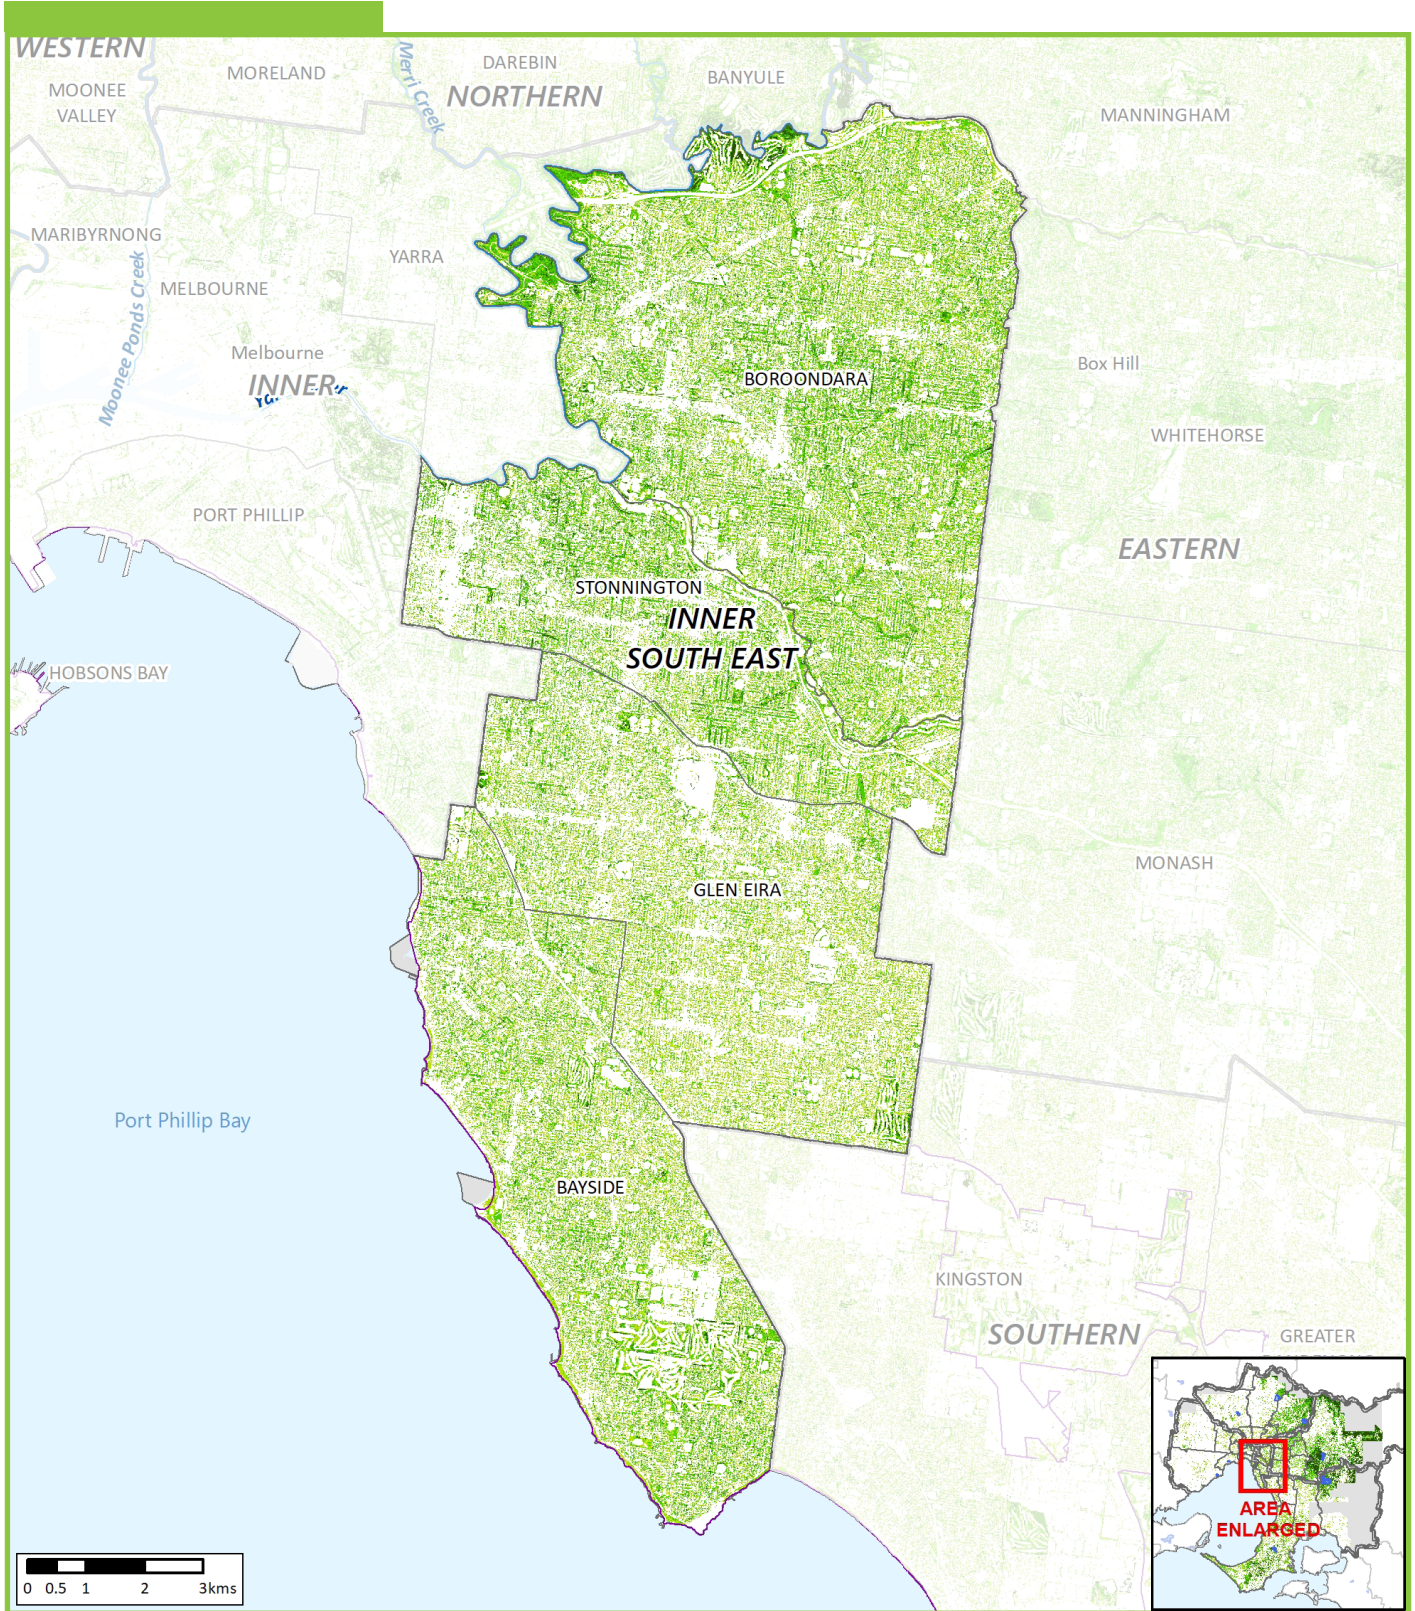 WESTERN
MORELAND
DAREBIN
BANYULE
MOONEE
VALLEY
Merri Creek
NORTHERN
MANNINGHAM
MARIBYRNONG
YARRA
MELBOURNE
Moonee Ponds Creek
Melbourne
INNER
BOROONDARA
Box Hill
WHITEHORSE
PORT PHILLIP
EASTERN
STONNINGTON
INNER
SOUTH EAST
HOBSONS BAY
MONASH
GLEN EIRA
Port Phillip Bay
BAYSIDE
KINGSTON
SOUTHERN
GREATER
AREA
ENLARGED
0 0.5 1 2 3kms